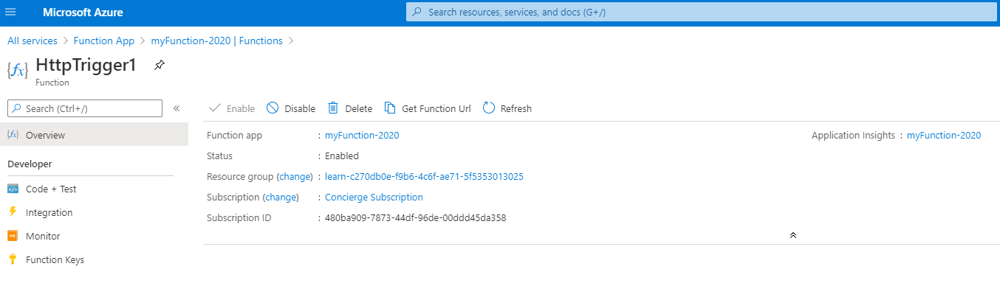 Microsoft Azure
Search resources, services, and docs (G+/)
All services > Function App > myFunction-2020 | Functions >
{fx} HttpTrigger1
Function
Search (Ctrl+/) «
Enable Disable Delete Get Function Url Refresh
{fx} Overview
Function app : myFunction-2020 Application Insights : myFunction-2020
Status : Enabled
Developer
Resource group (change) : learn-c270db0e-f9b6-4c6f-ae71-5f5353013025
Code + Test
Subscription (change) : Concierge Subscription
Integration
Subscription ID : 480ba909-7873-44df-96de-00ddd45da358
Monitor
Function Keys